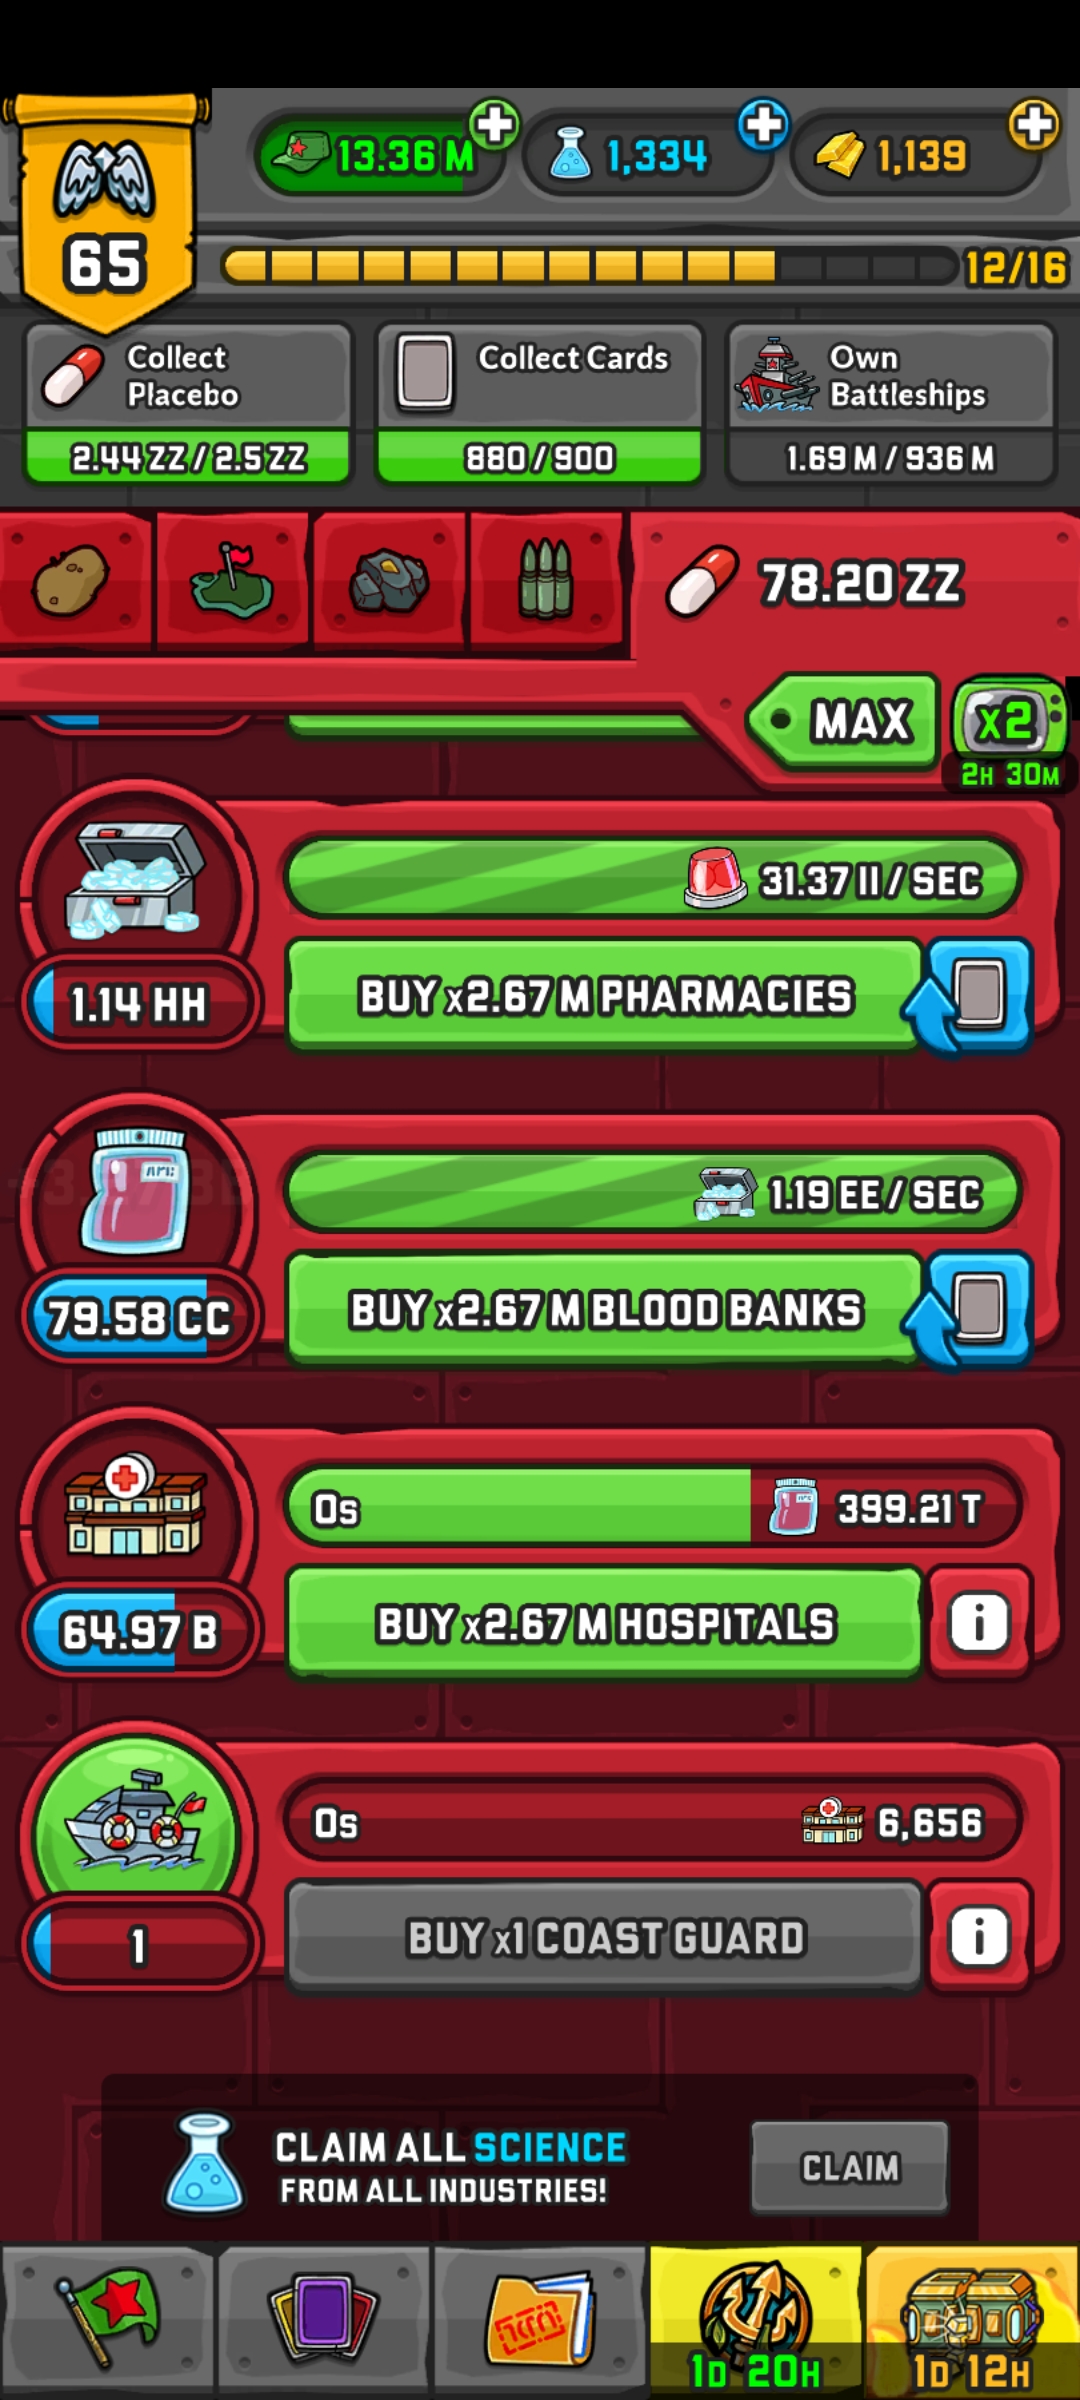 13.36 M
1,334
1,139
65
12/16
Collect
Placebo
2.44 ZZ / 2.5 ZZ
Collect Cards
880 / 900
Own
Battleships
1.69 M / 936 M
78.20 ZZ
MAX
x2
2H 30M
31.37 II / SEC
1.14 HH
BUY x2.67 M PHARMACIES
1.19 EE / SEC
79.58 CC
BUY x2.67 M BLOOD BANKS
0s
399.21 T
64.97 B
BUY x2.67 M HOSPITALS
i
0s
6,656
1
BUY x1 COAST GUARD
i
CLAIM ALL SCIENCE
FROM ALL INDUSTRIES!
CLAIM
1D 20H
1D 12H